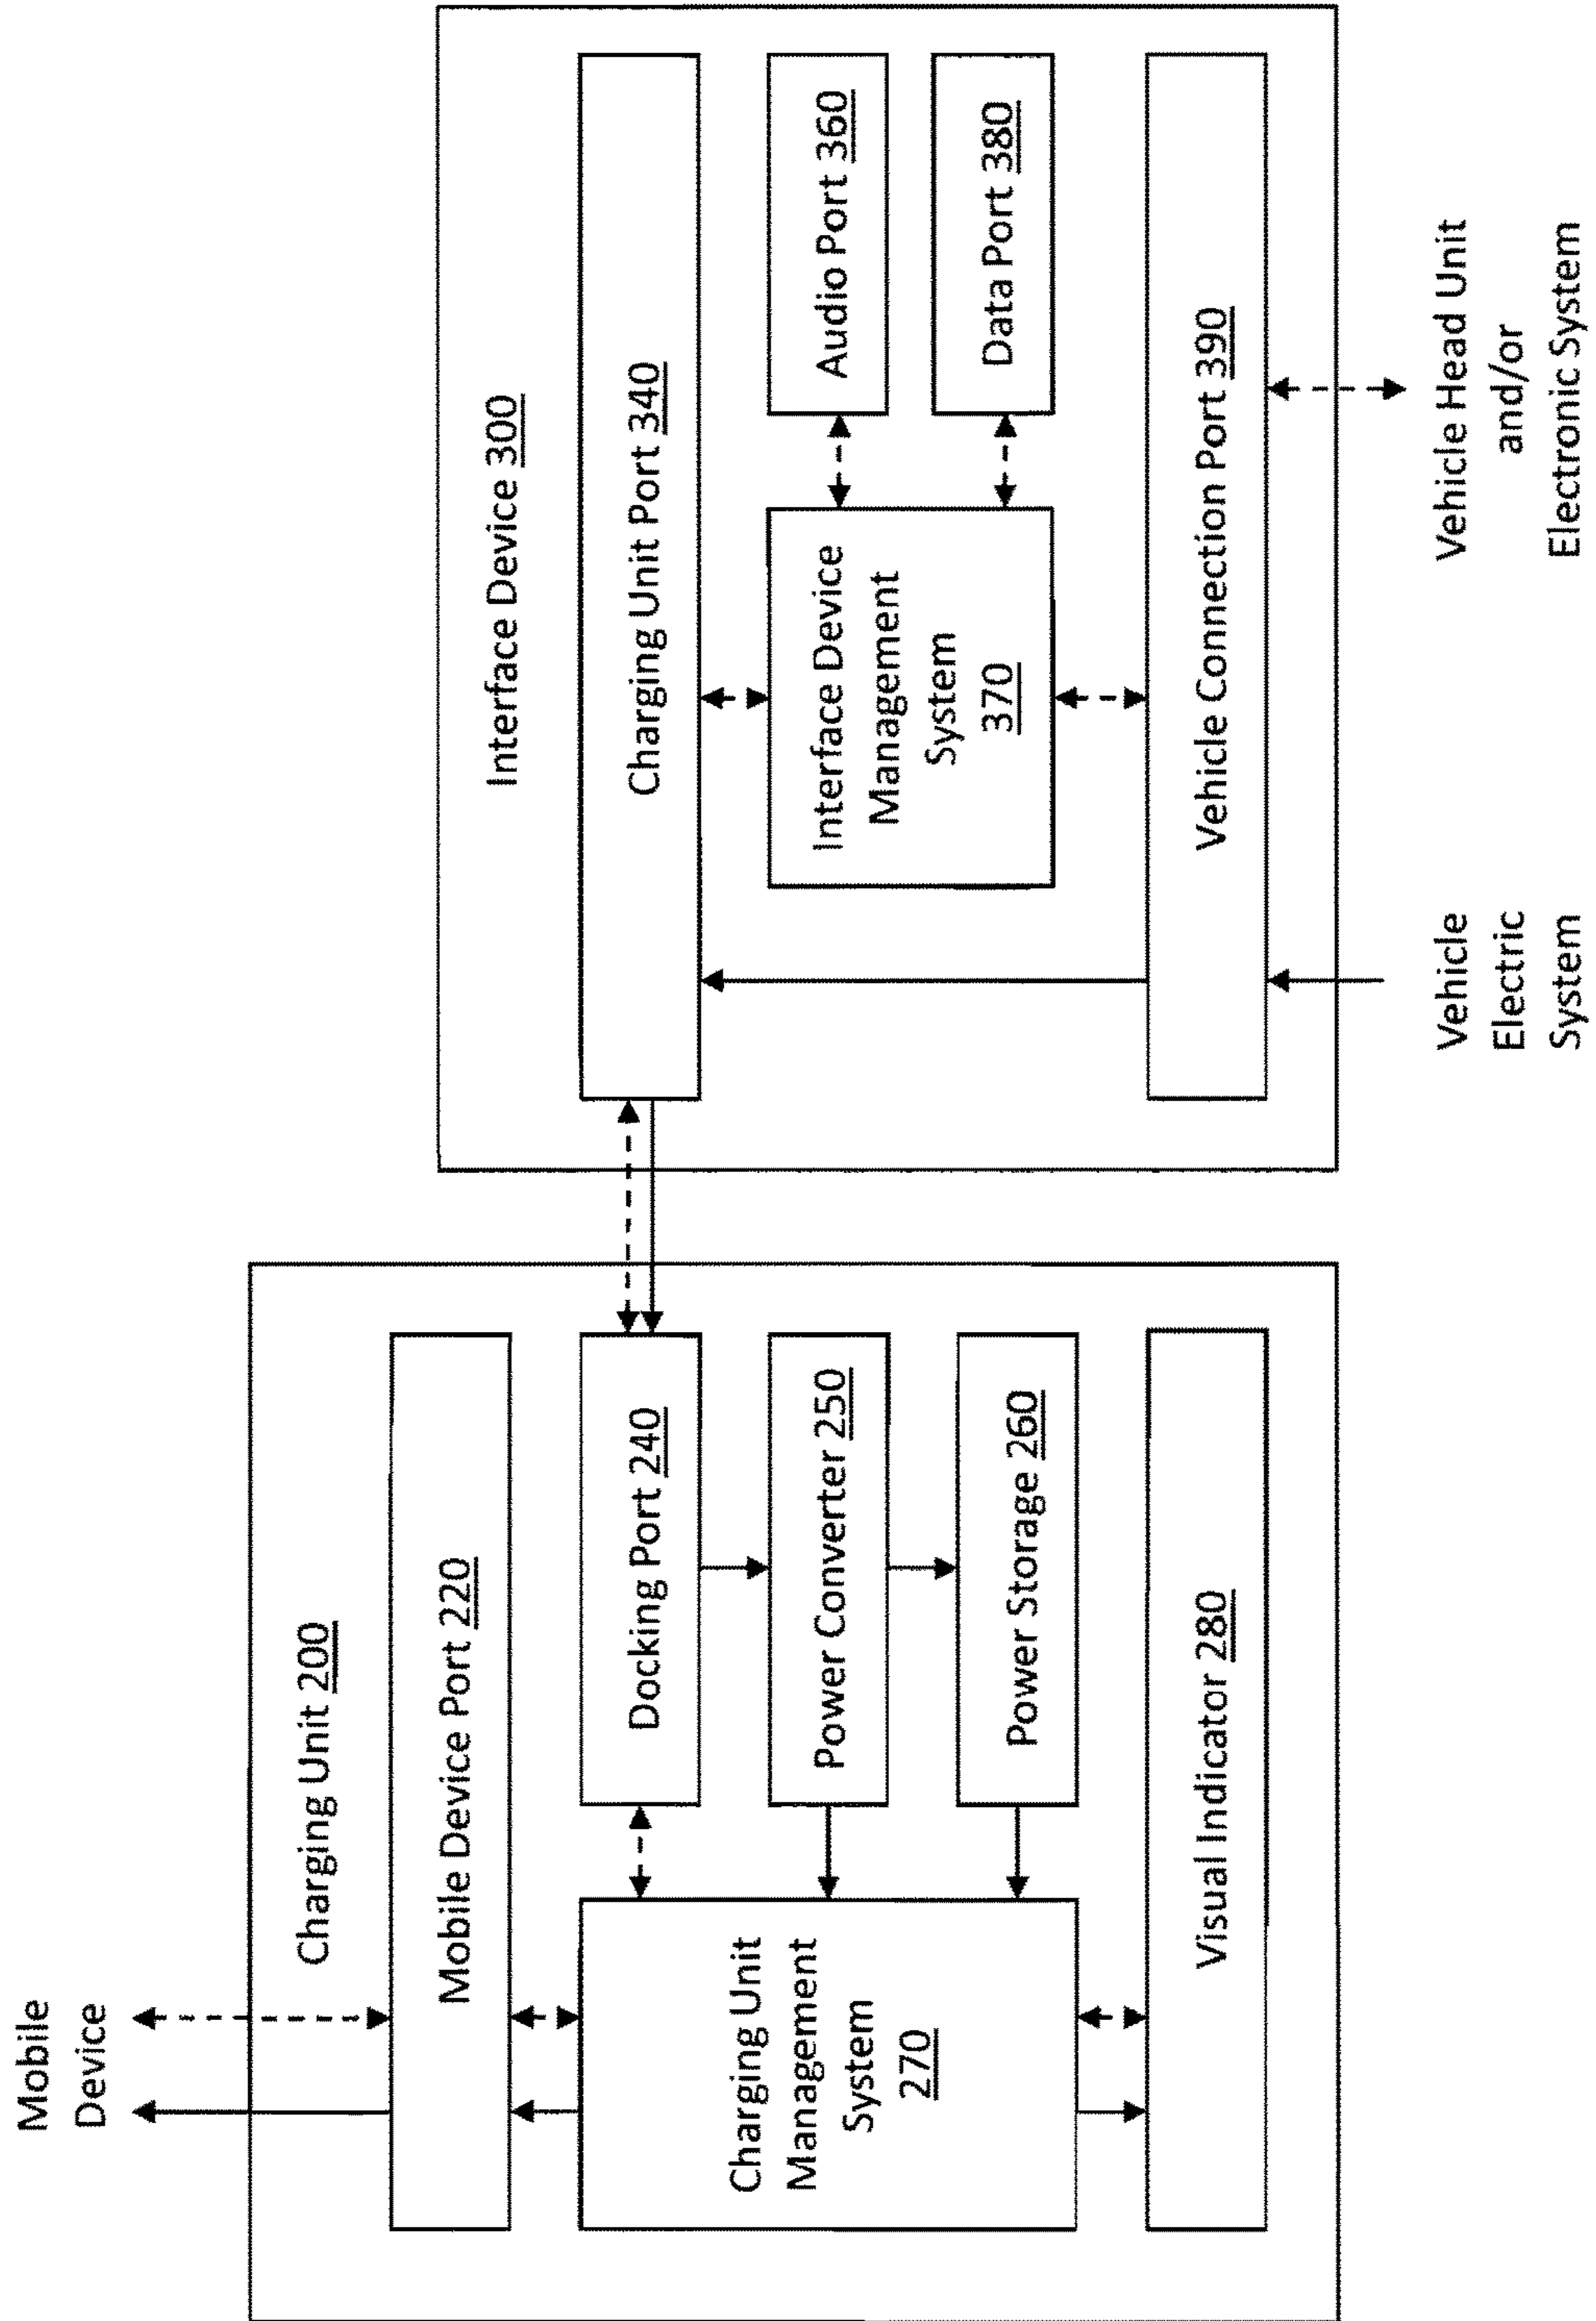 Mobile
Device
Charging Unit 200
Mobile Device Port 220
Charging Unit
Management
System
270
Docking Port 240
Power Converter 250
Power Storage 260
Visual Indicator 280
Interface Device 300
Charging Unit Port 340
Interface Device
Management
System
370
Audio Port 360
Data Port 380
Vehicle Connection Port 390
Vehicle
Electric
System
Vehicle Head Unit
and/or
Electronic System